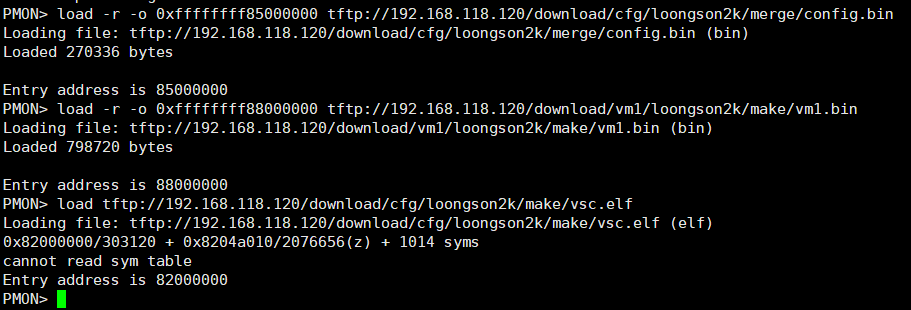 PMON> load -r -o 0xffffffff85000000 tftp://192.168.118.120/download/cfg/loongson2k/merge/config.bin
Loading file: tftp://192.168.118.120/download/cfg/loongson2k/merge/config.bin (bin)
Loaded 270336 bytes
Entry address is 85000000
PMON> load -r -o 0xffffffff88000000 tftp://192.168.118.120/download/vm1/loongson2k/make/vm1.bin
Loading file: tftp://192.168.118.120/download/vm1/loongson2k/make/vm1.bin (bin)
Loaded 798720 bytes
Entry address is 88000000
PMON> load tftp://192.168.118.120/download/cfg/loongson2k/make/vsc.elf
Loading file: tftp://192.168.118.120/download/cfg/loongson2k/make/vsc.elf (elf)
0x82000000/303120 + 0x8204a010/2076656(z) + 1014 syms
cannot read sym table
Entry address is 82000000
PMON>